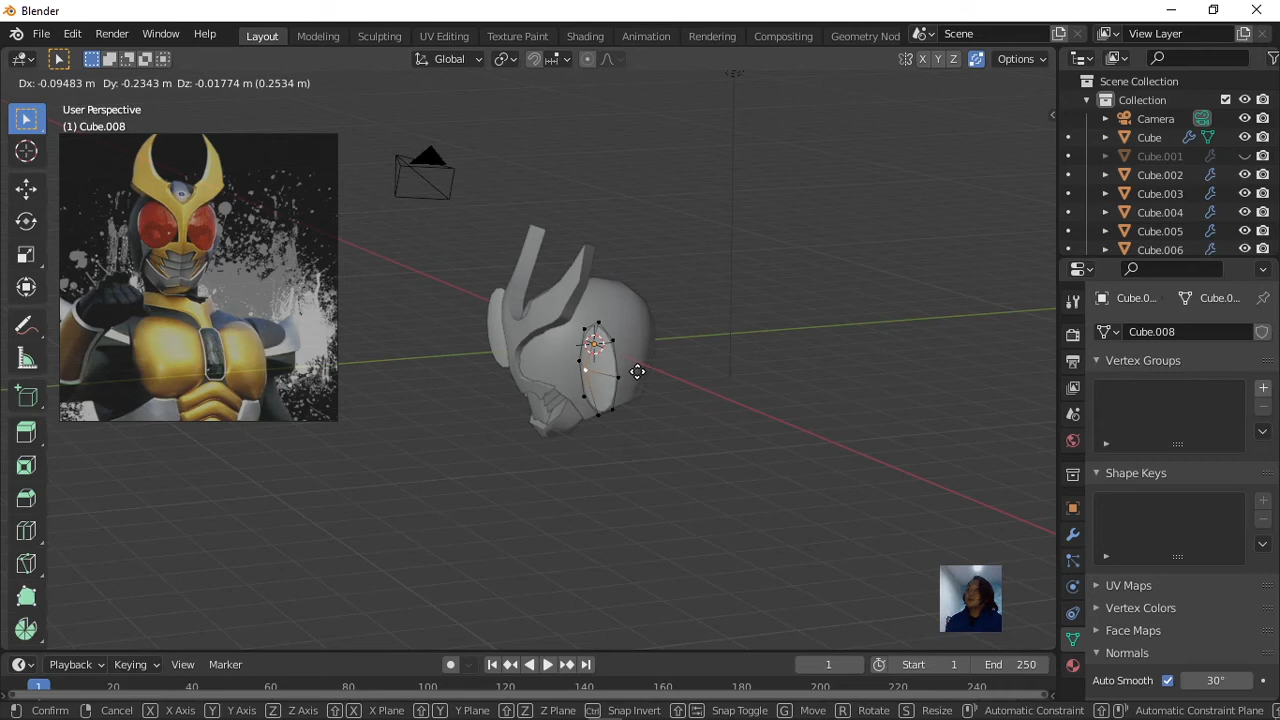 Blender
File Edit Render Window Help
Layout Modeling Sculpting UV Editing Texture Paint Shading Animation Rendering Compositing Geometry Nod
Scene
View Layer
Global
X Y Z
Options
Dx: -0.09483 m Dy: -0.2343 m Dz: -0.01774 m (0.2534 m)
User Perspective
(1) Cube.008
Scene Collection
Collection
Camera
Cube
Cube.001
Cube.002
Cube.003
Cube.004
Cube.005
Cube.006
Cube.0... Cube.0...
Cube.008
Vertex Groups
Shape Keys
UV Maps
Vertex Colors
Face Maps
Normals
Auto Smooth 30°
Playback Keying View Marker
1 Start 1 End 250
1 20 40 60 80 100 120 140 160 180 200 220 240
Confirm Cancel X X Axis Y Y Axis Z Z Axis X X Plane Y Y Plane Z Z Plane Ctrl Snap Invert Snap Toggle G Move R Rotate S Resize Automatic Constraint Automatic Constraint Plane